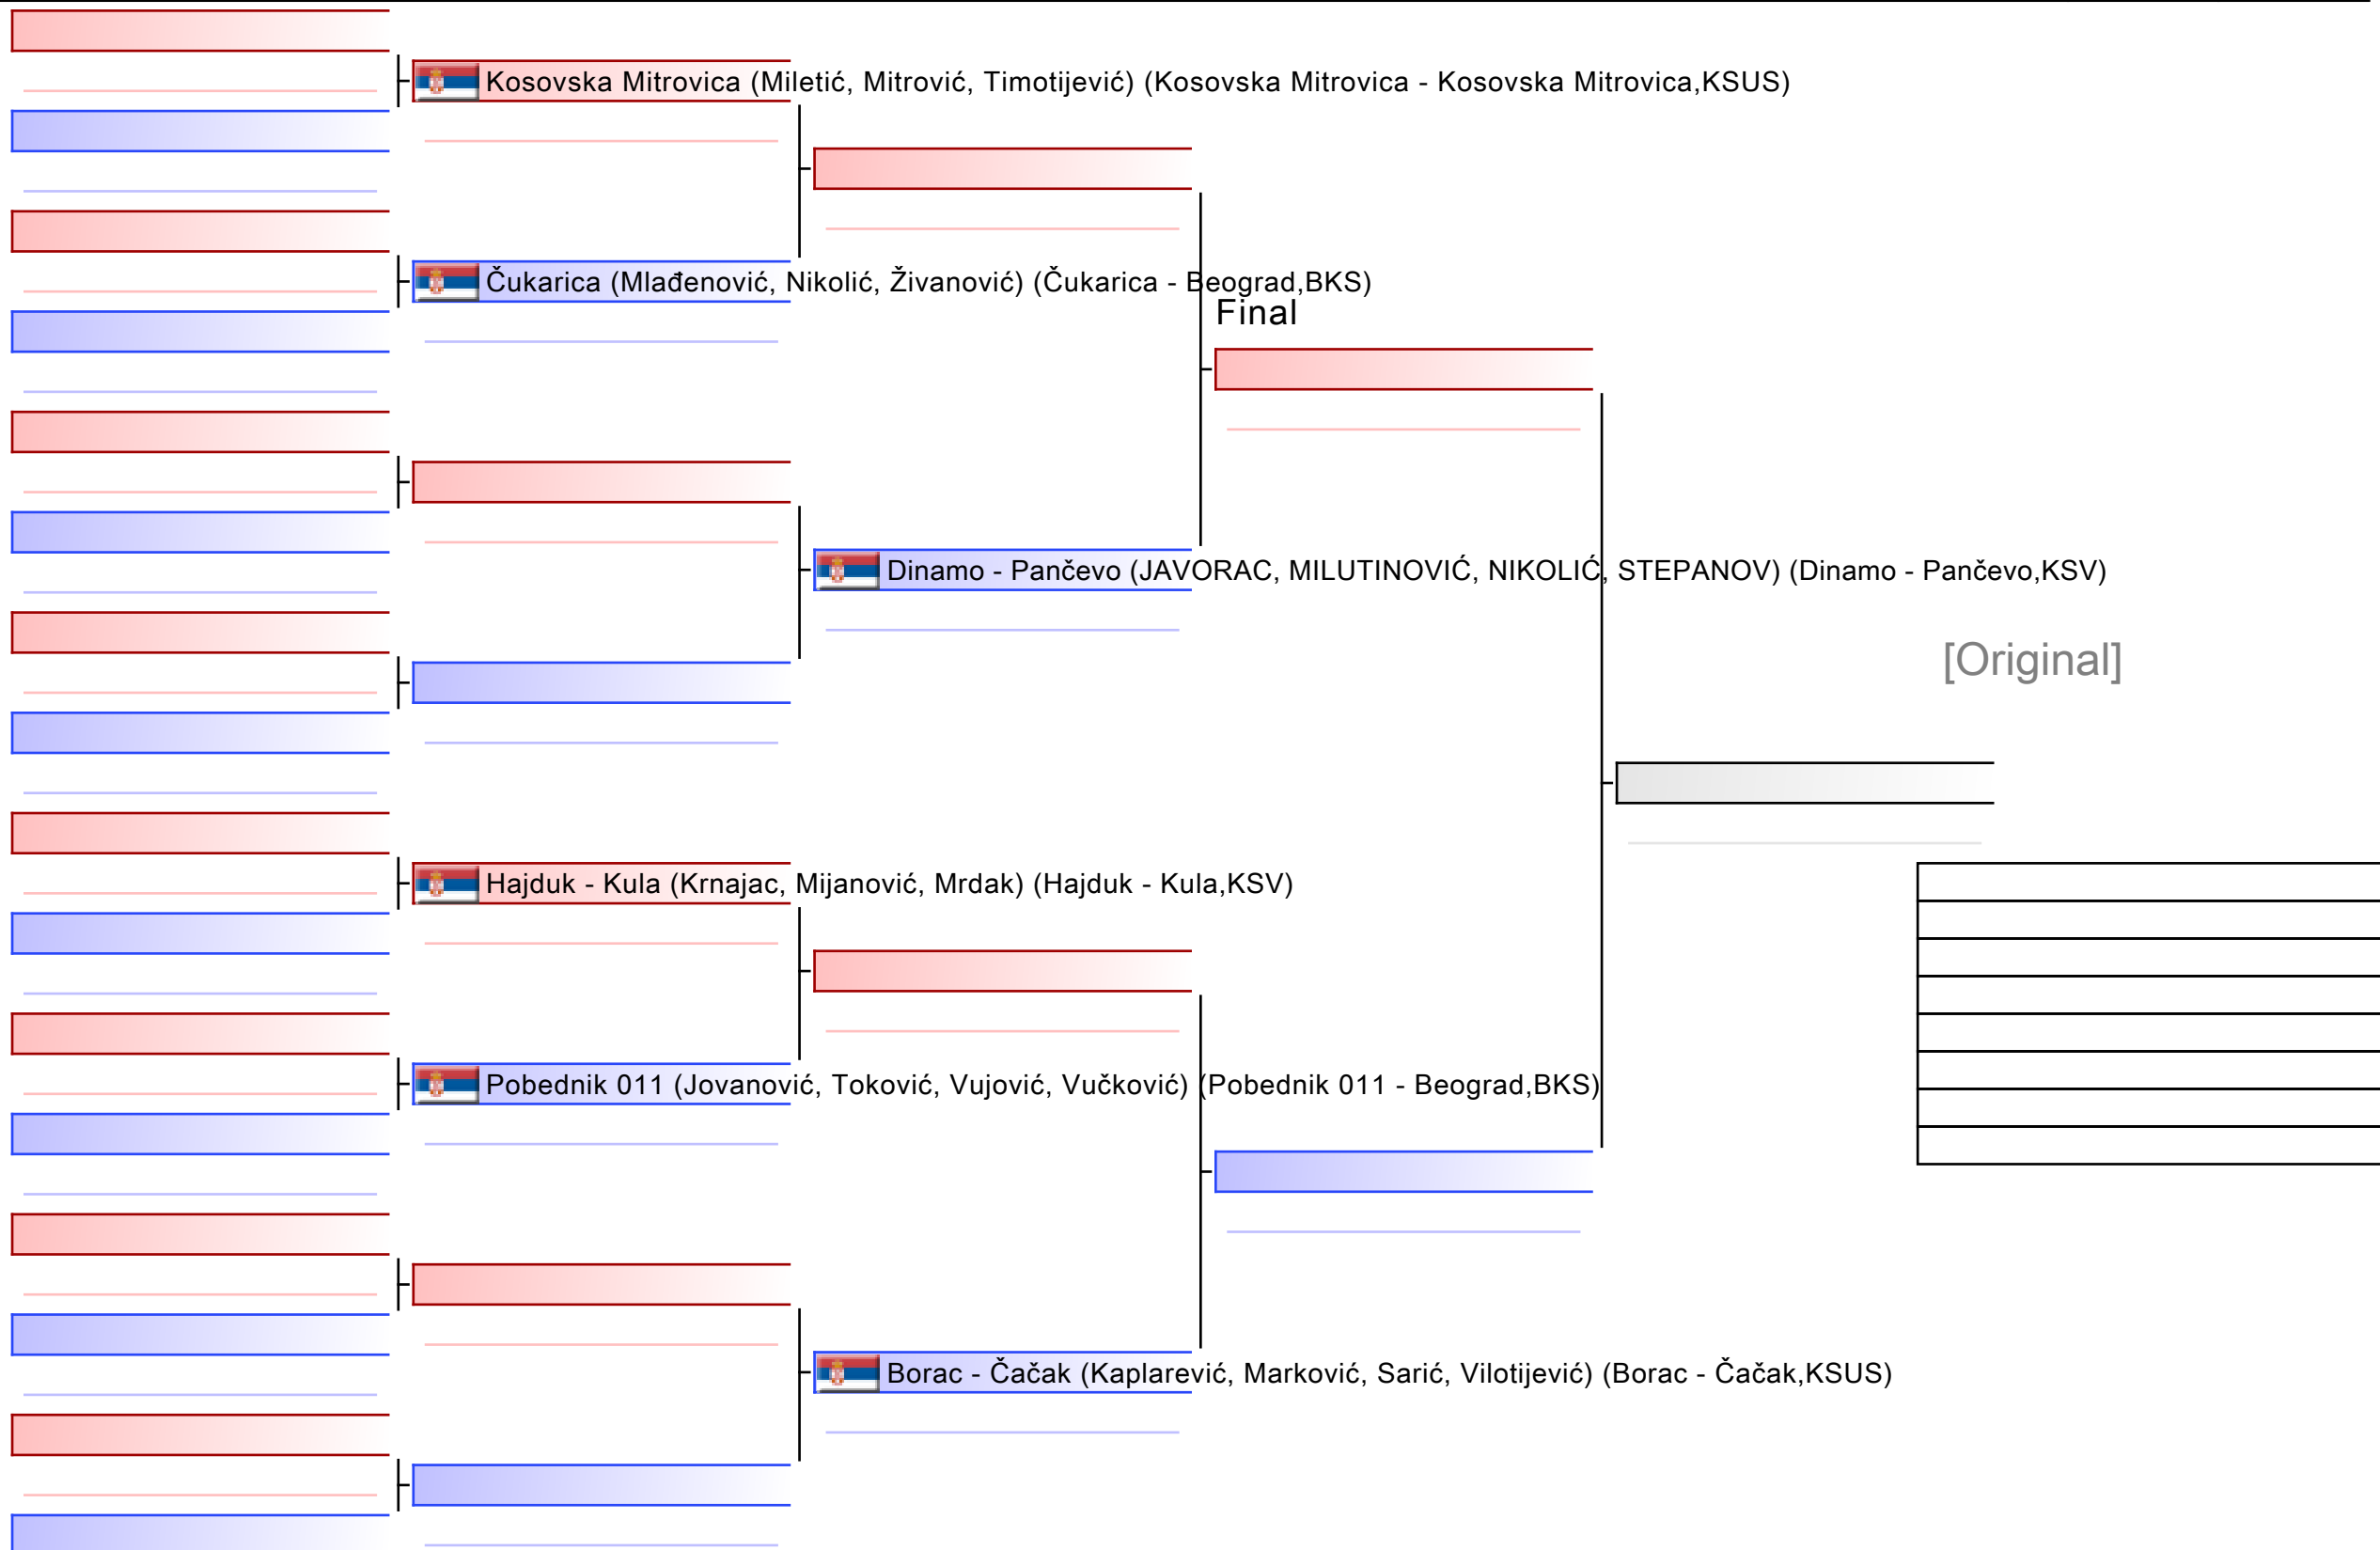 Kosovska Mitrovica (Miletić, Mitrović, Timotijević) (Kosovska Mitrovica - Kosovska Mitrovica,KSUS)
Čukarica (Mlađenović, Nikolić, Živanović) (Čukarica - Beograd,BKS)
Final
Dinamo - Pančevo (JAVORAC, MILUTINOVIĆ, NIKOLIĆ, STEPANOV) (Dinamo - Pančevo,KSV)
[Original]
Hajduk - Kula (Krnajac, Mijanović, Mrdak) (Hajduk - Kula,KSV)
Pobednik 011 (Jovanović, Toković, Vujović, Vučković) (Pobednik 011 - Beograd,BKS)
Borac - Čačak (Kaplarević, Marković, Sarić, Vilotijević) (Borac - Čačak,KSUS)